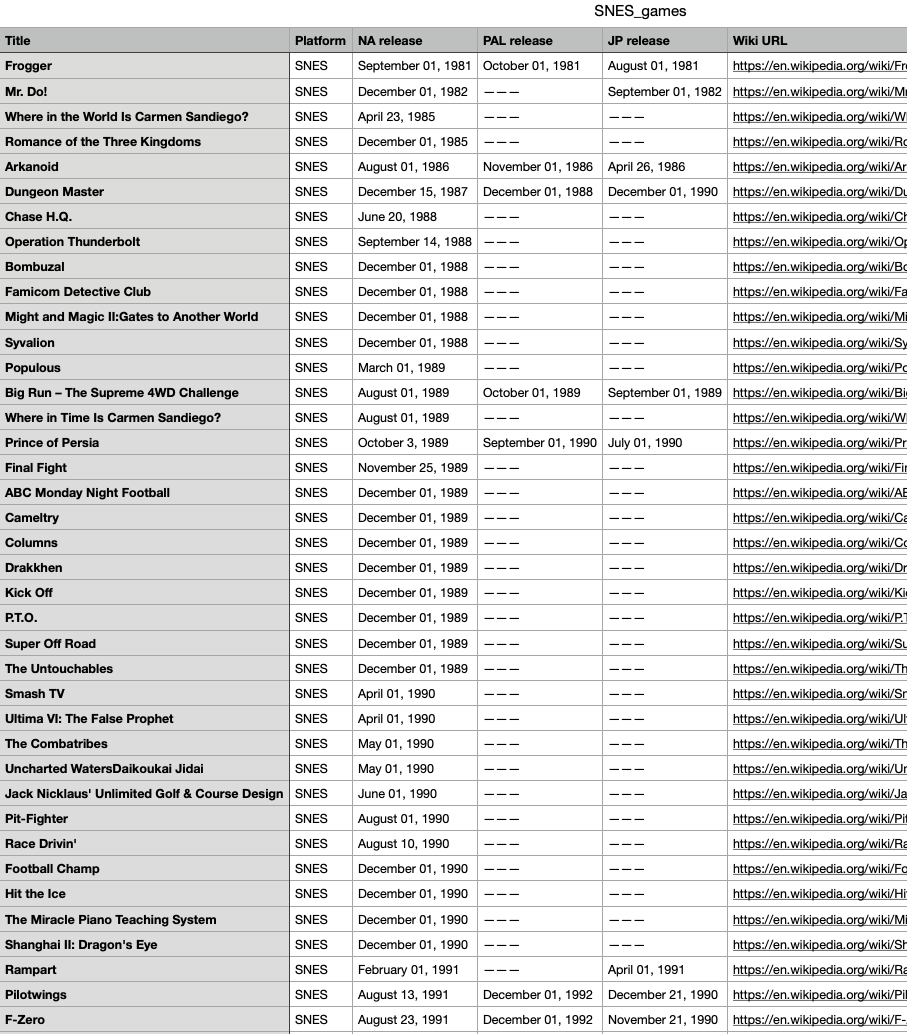 SNES_games
Title Platform NA release PAL release JP release Wiki URL
Frogger SNES September 01, 1981 October 01, 1981 August 01, 1981 https://en.wikipedia.org/wiki/Fr
Mr. Do! SNES December 01, 1982 — — — September 01, 1982 https://en.wikipedia.org/wiki/M
Where in the World Is Carmen Sandiego? SNES April 23, 1985 — — — — — — https://en.wikipedia.org/wiki/W
Romance of the Three Kingdoms SNES December 01, 1985 — — — — — — https://en.wikipedia.org/wiki/Ro
Arkanoid SNES August 01, 1986 November 01, 1986 April 26, 1986 https://en.wikipedia.org/wiki/Ar
Dungeon Master SNES December 15, 1987 December 01, 1988 December 01, 1990 https://en.wikipedia.org/wiki/Du
Chase H.Q. SNES June 20, 1988 — — — — — — https://en.wikipedia.org/wiki/Ch
Operation Thunderbolt SNES September 14, 1988 — — — — — — https://en.wikipedia.org/wiki/Op
Bombuzal SNES December 01, 1988 — — — — — — https://en.wikipedia.org/wiki/Bo
Famicom Detective Club SNES December 01, 1988 — — — — — — https://en.wikipedia.org/wiki/Fa
Might and Magic II:Gates to Another World SNES December 01, 1988 — — — — — — https://en.wikipedia.org/wiki/Mi
Syvalion SNES December 01, 1988 — — — — — — https://en.wikipedia.org/wiki/Sy
Populous SNES March 01, 1989 — — — — — — https://en.wikipedia.org/wiki/Po
Big Run – The Supreme 4WD Challenge SNES August 01, 1989 October 01, 1989 September 01, 1989 https://en.wikipedia.org/wiki/Big
Where in Time Is Carmen Sandiego? SNES August 01, 1989 — — — — — — https://en.wikipedia.org/wiki/W
Prince of Persia SNES October 3, 1989 September 01, 1990 July 01, 1990 https://en.wikipedia.org/wiki/Pr
Final Fight SNES November 25, 1989 — — — — — — https://en.wikipedia.org/wiki/Fi
ABC Monday Night Football SNES December 01, 1989 — — — — — — https://en.wikipedia.org/wiki/AB
Cameltry SNES December 01, 1989 — — — — — — https://en.wikipedia.org/wiki/Ca
Columns SNES December 01, 1989 — — — — — — https://en.wikipedia.org/wiki/Co
Drakkhen SNES December 01, 1989 — — — — — — https://en.wikipedia.org/wiki/Dr
Kick Off SNES December 01, 1989 — — — — — — https://en.wikipedia.org/wiki/Kic
P.T.O. SNES December 01, 1989 — — — — — — https://en.wikipedia.org/wiki/P.T
Super Off Road SNES December 01, 1989 — — — — — — https://en.wikipedia.org/wiki/Su
The Untouchables SNES December 01, 1989 — — — — — — https://en.wikipedia.org/wiki/Th
Smash TV SNES April 01, 1990 — — — — — — https://en.wikipedia.org/wiki/Sm
Ultima VI: The False Prophet SNES April 01, 1990 — — — — — — https://en.wikipedia.org/wiki/Ult
The Combatribes SNES May 01, 1990 — — — — — — https://en.wikipedia.org/wiki/Th
Uncharted WatersDaikoukai Jidai SNES May 01, 1990 — — — — — — https://en.wikipedia.org/wiki/Un
Jack Nicklaus' Unlimited Golf & Course Design SNES June 01, 1990 — — — — — — https://en.wikipedia.org/wiki/Ja
Pit-Fighter SNES August 01, 1990 — — — — — — https://en.wikipedia.org/wiki/Pit
Race Drivin' SNES August 10, 1990 — — — — — — https://en.wikipedia.org/wiki/Ra
Football Champ SNES December 01, 1990 — — — — — — https://en.wikipedia.org/wiki/Fo
Hit the Ice SNES December 01, 1990 — — — — — — https://en.wikipedia.org/wiki/Hi
The Miracle Piano Teaching System SNES December 01, 1990 — — — — — — https://en.wikipedia.org/wiki/Mi
Shanghai II: Dragon's Eye SNES December 01, 1990 — — — — — — https://en.wikipedia.org/wiki/Sh
Rampart SNES February 01, 1991 — — — April 01, 1991 https://en.wikipedia.org/wiki/Ra
Pilotwings SNES August 13, 1991 December 01, 1992 December 21, 1990 https://en.wikipedia.org/wiki/Pil
F-Zero SNES August 23, 1991 December 01, 1992 November 21, 1990 https://en.wikipedia.org/wiki/F-